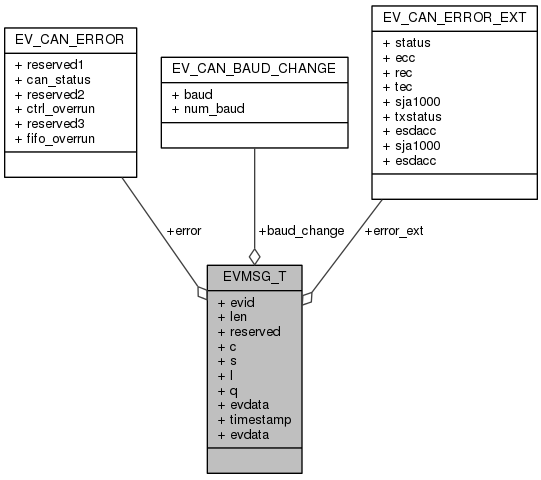 EV_CAN_ERROR
+ reserved1
+ can_status
+ reserved2
+ ctrl_overrun
+ reserved3
+ fifo_overrun
EV_CAN_BAUD_CHANGE
+ baud
+ num_baud
EV_CAN_ERROR_EXT
+ status
+ ecc
+ rec
+ tec
+ sja1000
+ txstatus
+ esdacc
+ sja1000
+ esdacc
+error
+baud_change
+error_ext
EVMSG_T
+ evid
+ len
+ reserved
+ c
+ s
+ l
+ q
+ evdata
+ timestamp
+ evdata